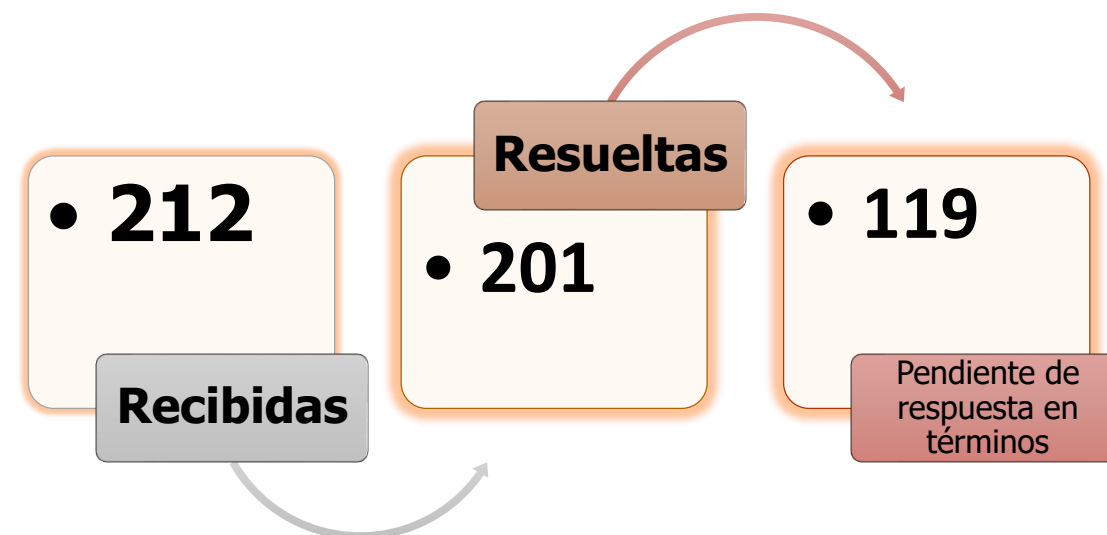 • 212
Recibidas
Resueltas
• 201
• 119
Pendiente de
respuesta en
términos